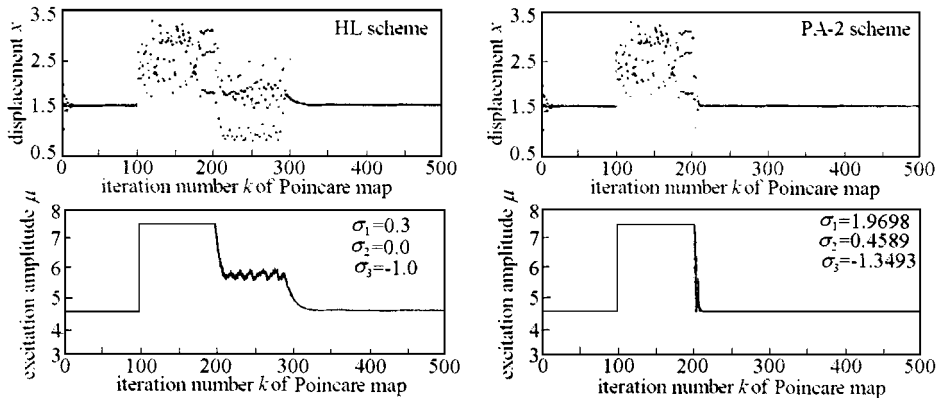 HL scheme
displacement x
3.5
2.5
1.5
0.5
0 100 200 300 400 500
iteration number k of Poincare map
PA-2 scheme
displacement x
3.5
2.5
1.5
0.5
0 100 200 300 400 500
iteration number k of Poincare map
excitation amplitude μ
8
7
6
5
4
3
σ1=0.3
σ2=0.0
σ3=-1.0
0 100 200 300 400 500
iteration number k of Poincare map
excitation amplitude μ
8
7
6
5
4
3
σ1=1.9698
σ2=0.4589
σ3=-1.3493
0 100 200 300 400 500
iteration number k of Poincare map